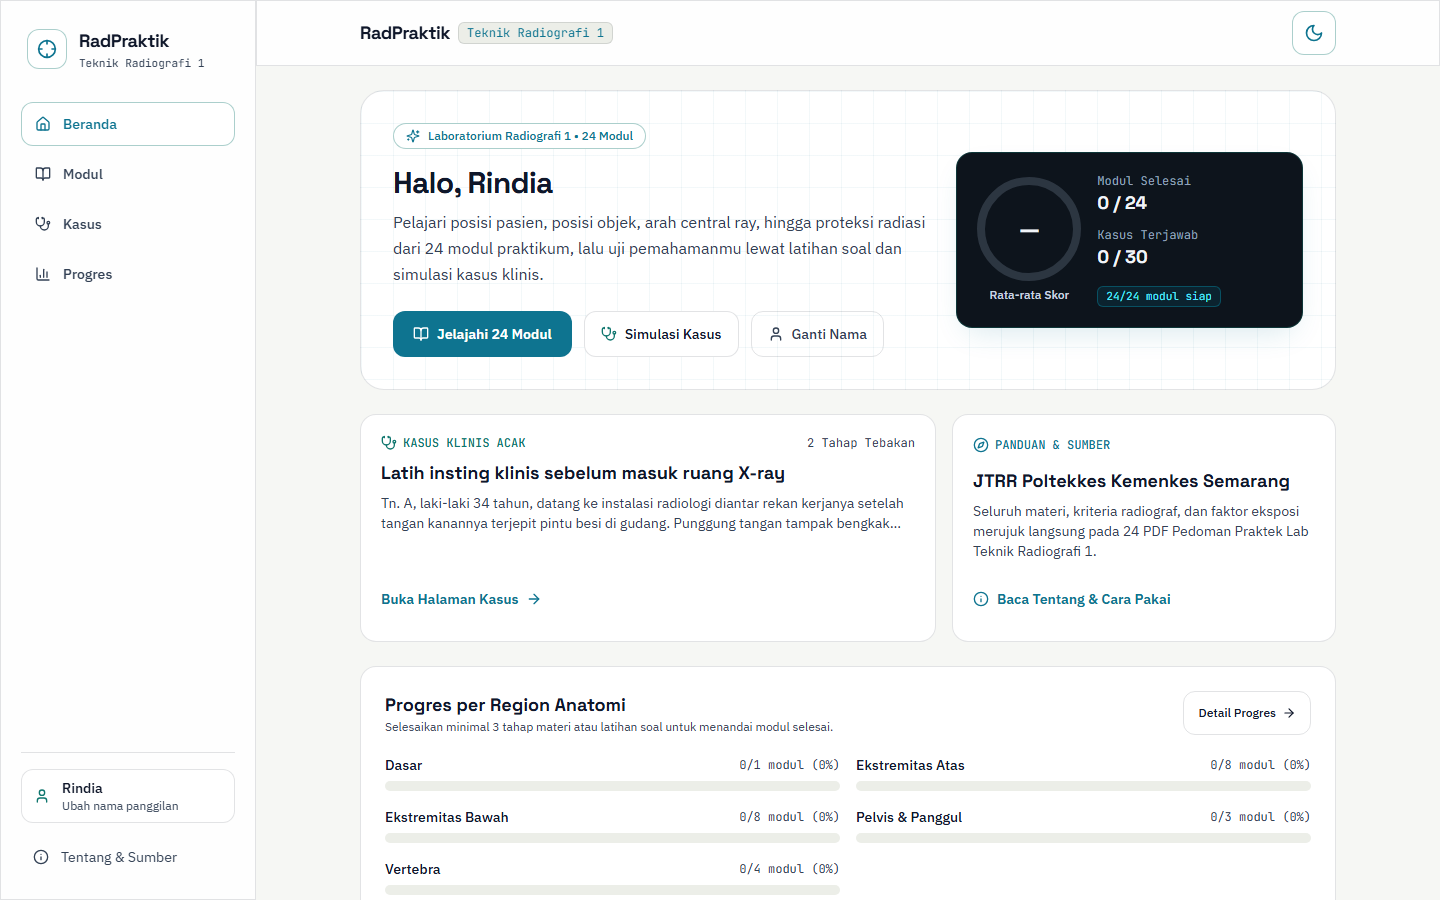 RadPraktik
Teknik Radiografi 1
Beranda
Modul
Kasus
Progres
Rindia
Ubah nama panggilan
Tentang & Sumber
RadPraktik
Teknik Radiografi 1
Laboratorium Radiografi 1 • 24 Modul
Halo, Rindia
Pelajari posisi pasien, posisi objek, arah central ray, hingga proteksi radiasi
dari 24 modul praktikum, lalu uji pemahamanmu lewat latihan soal dan
simulasi kasus klinis.
Jelajahi 24 Modul
Simulasi Kasus
Ganti Nama
—
Rata-rata Skor
Modul Selesai
0 / 24
Kasus Terjawab
0 / 30
24/24 modul siap
KASUS KLINIS ACAK
2 Tahap Tebakan
Latih insting klinis sebelum masuk ruang X-ray
Tn. A, laki-laki 34 tahun, datang ke instalasi radiologi diantar rekan kerjanya setelah
tangan kanannya terjepit pintu besi di gudang. Punggung tangan tampak bengkak...
Buka Halaman Kasus
PANDUAN & SUMBER
JTRR Poltekkes Kemenkes Semarang
Seluruh materi, kriteria radiograf, dan faktor eksposi
merujuk langsung pada 24 PDF Pedoman Praktek Lab
Teknik Radiografi 1.
Baca Tentang & Cara Pakai
Progres per Region Anatomi
Selesaikan minimal 3 tahap materi atau latihan soal untuk menandai modul selesai.
Detail Progres
Dasar
0/1 modul (0%)
Ekstremitas Atas
0/8 modul (0%)
Ekstremitas Bawah
0/8 modul (0%)
Pelvis & Panggul
0/3 modul (0%)
Vertebra
0/4 modul (0%)